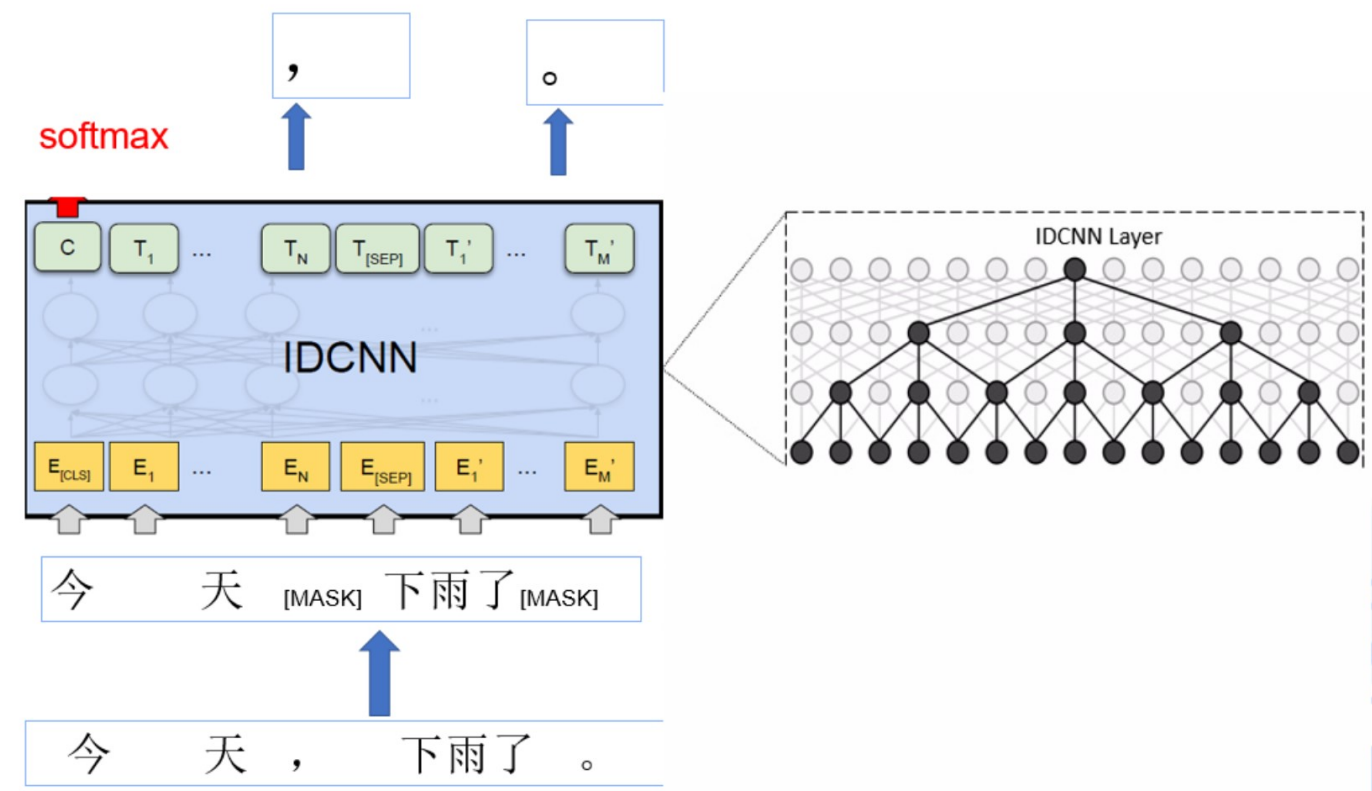 ， 。
softmax
C T1 ... TN T[SEP] T1' ... TM'
IDCNN Layer
...
IDCNN
...
E[CLS] E1 ... EN E[SEP] E1' ... EM'
今 天 [MASK] 下雨了 [MASK]
今 天 ， 下雨了 。